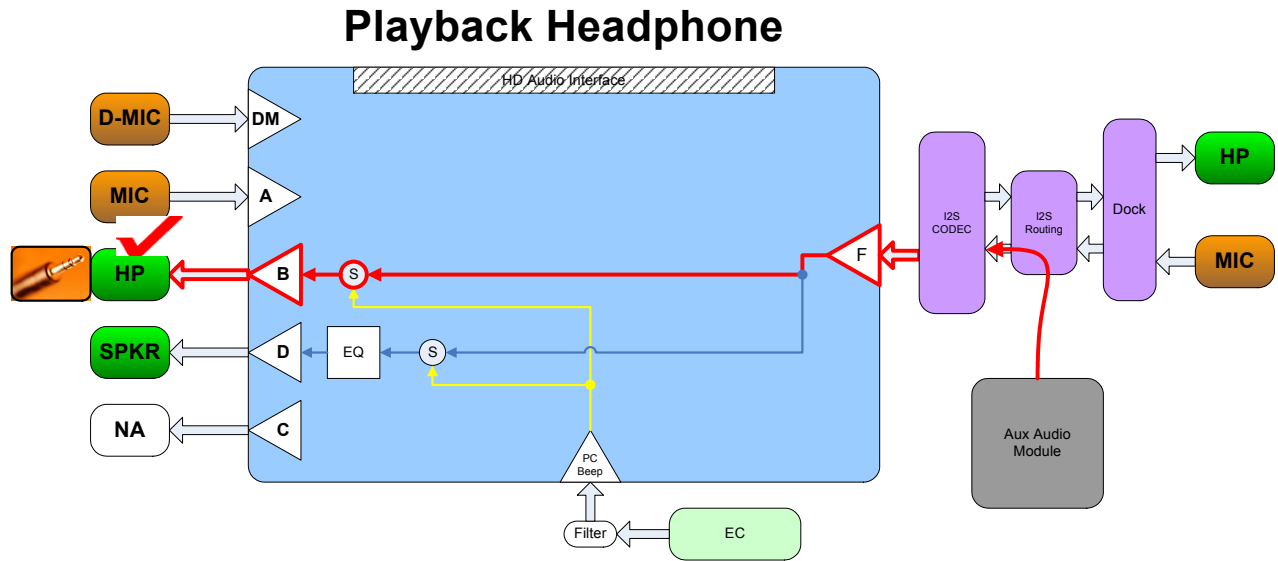 Playback Headphone
HD Audio Interface
D-MIC
DM
MIC
A
HP
B
S
F
I2S
CODEC
I2S
Routing
Dock
HP
MIC
SPKR
D
EQ
S
NA
C
PC
Beep
Aux Audio
Module
Filter
EC